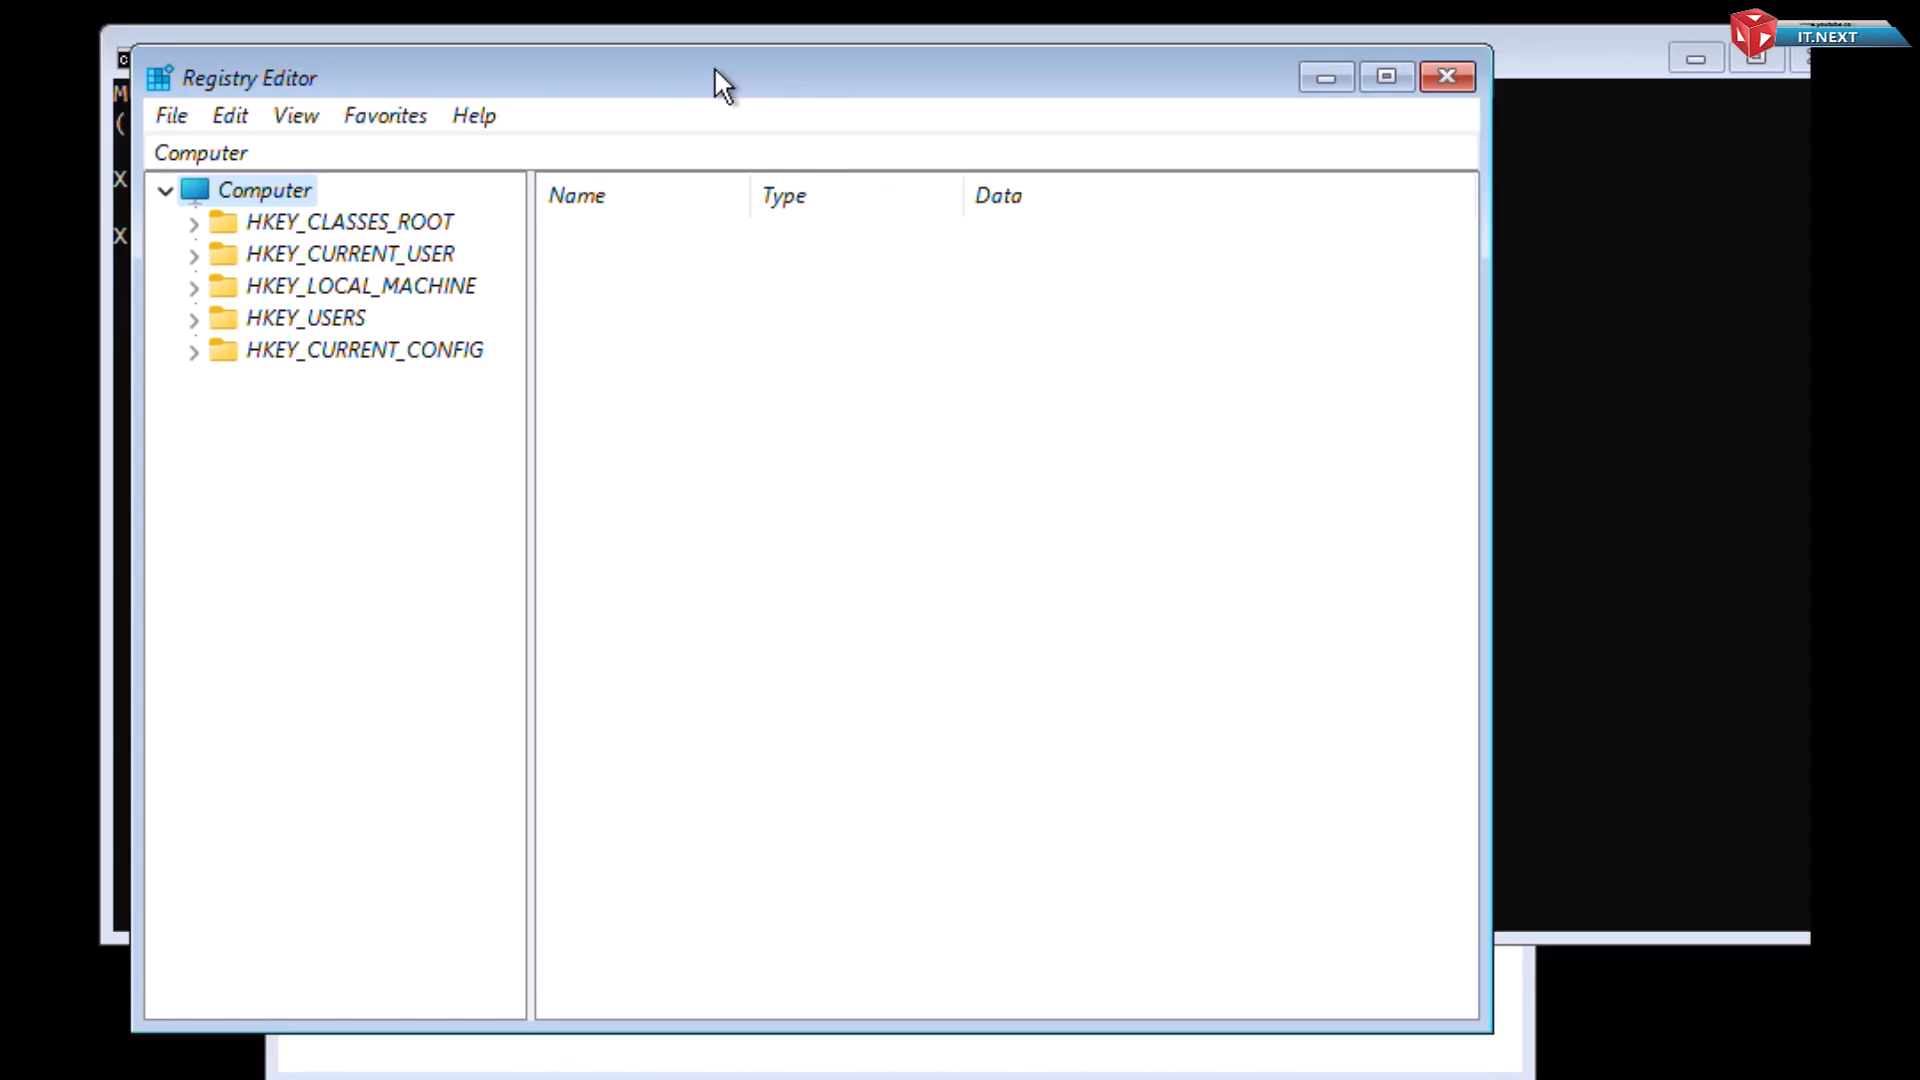 IT.NEXT
Registry Editor
File Edit View Favorites Help
Computer
Computer
HKEY_CLASSES_ROOT
HKEY_CURRENT_USER
HKEY_LOCAL_MACHINE
HKEY_USERS
HKEY_CURRENT_CONFIG
Name Type Data
M
(
X
X